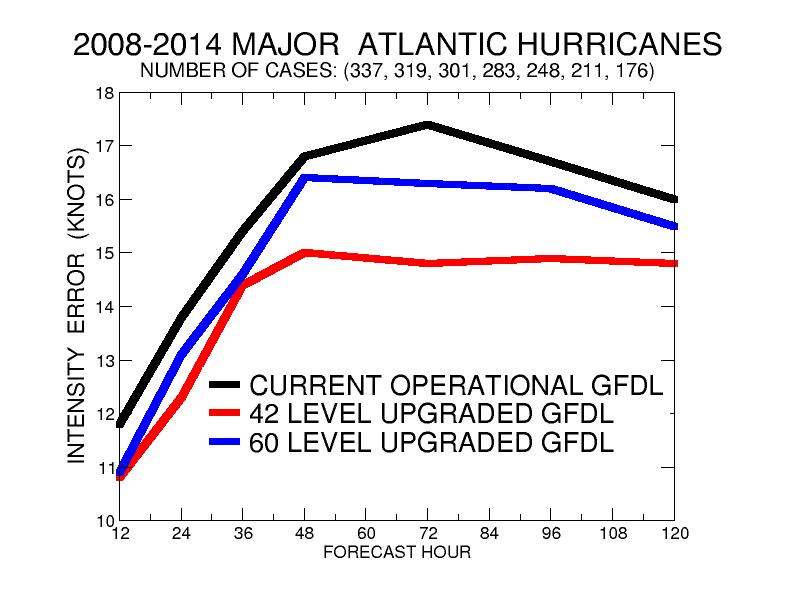 2008-2014 MAJOR ATLANTIC HURRICANES
NUMBER OF CASES: (337, 319, 301, 283, 248, 211, 176)
18
17
16
15
14
13
12
11
10
INTENSITY ERROR (KNOTS)
CURRENT OPERATIONAL GFDL
42 LEVEL UPGRADED GFDL
60 LEVEL UPGRADED GFDL
12 24 36 48 60 72 84 96 108 120
FORECAST HOUR